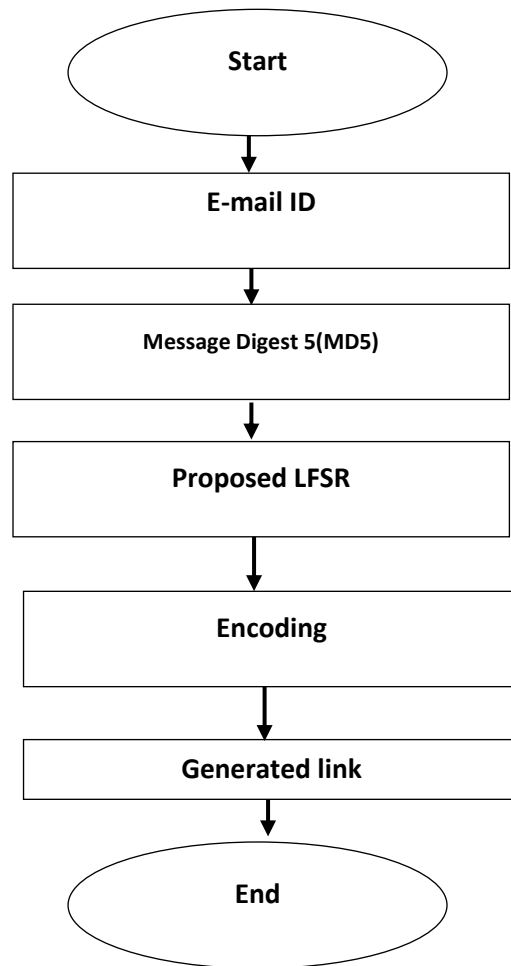 Start
E-mail ID
Message Digest 5(MD5)
Proposed LFSR
Encoding
Generated link
End